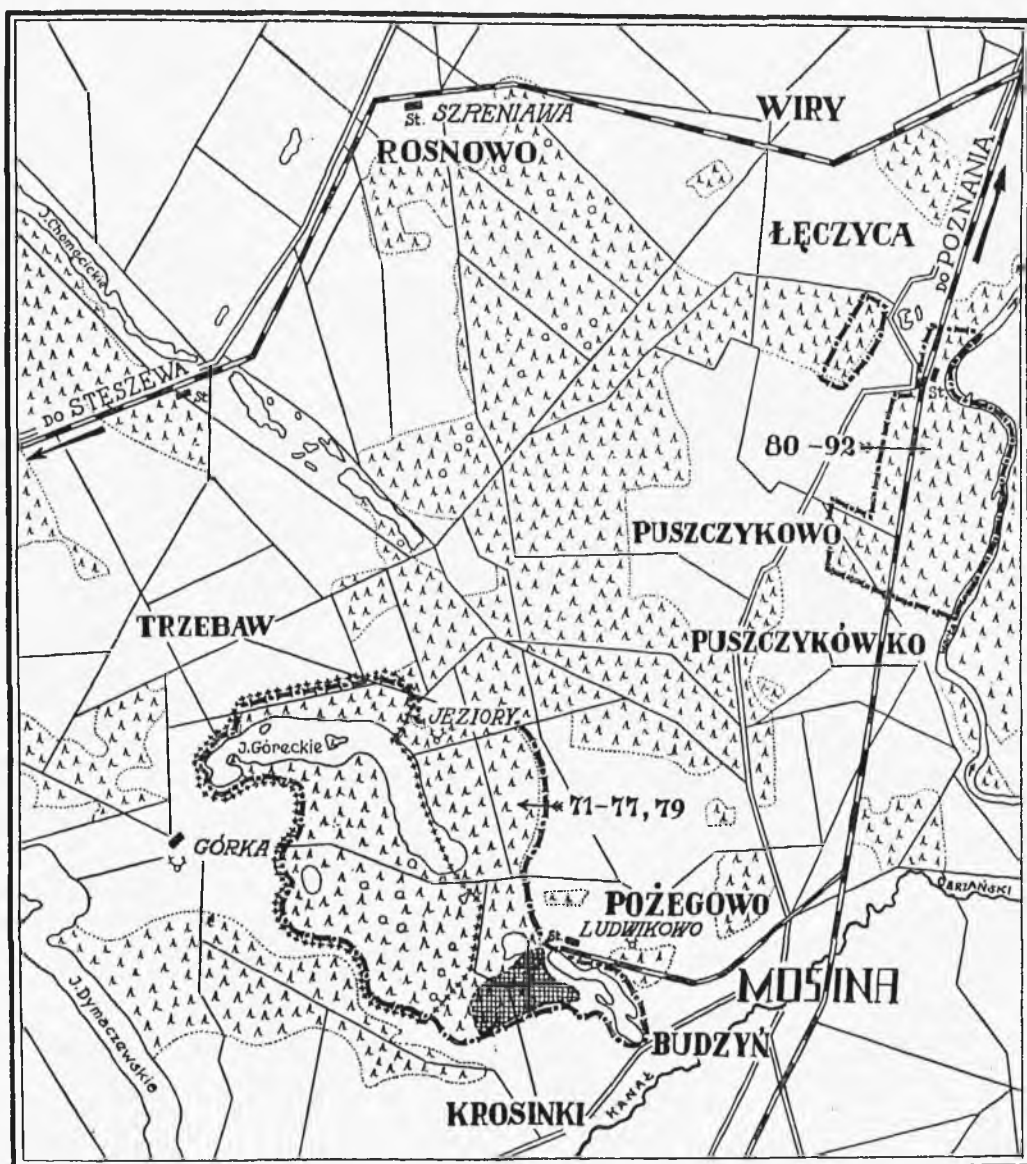 WIRY
St. SZRENIAWA
ROSNOWO
J. Chomęcickie
ŁĘCZYCA
DO POZNANIA
DO STĘSZEWA
St
St.
80-92
PUSZCZYKOWO
TRZEBAW
PUSZCZYKÓWKO
JEZIORY
J. Góreckie
71-77, 79
GÓRKA
POŻEGOWO
LUDWIKOWO
St
MOSINA
J. Dymaczewskie
BUDZYŃ
KANAŁ
KROSINKI